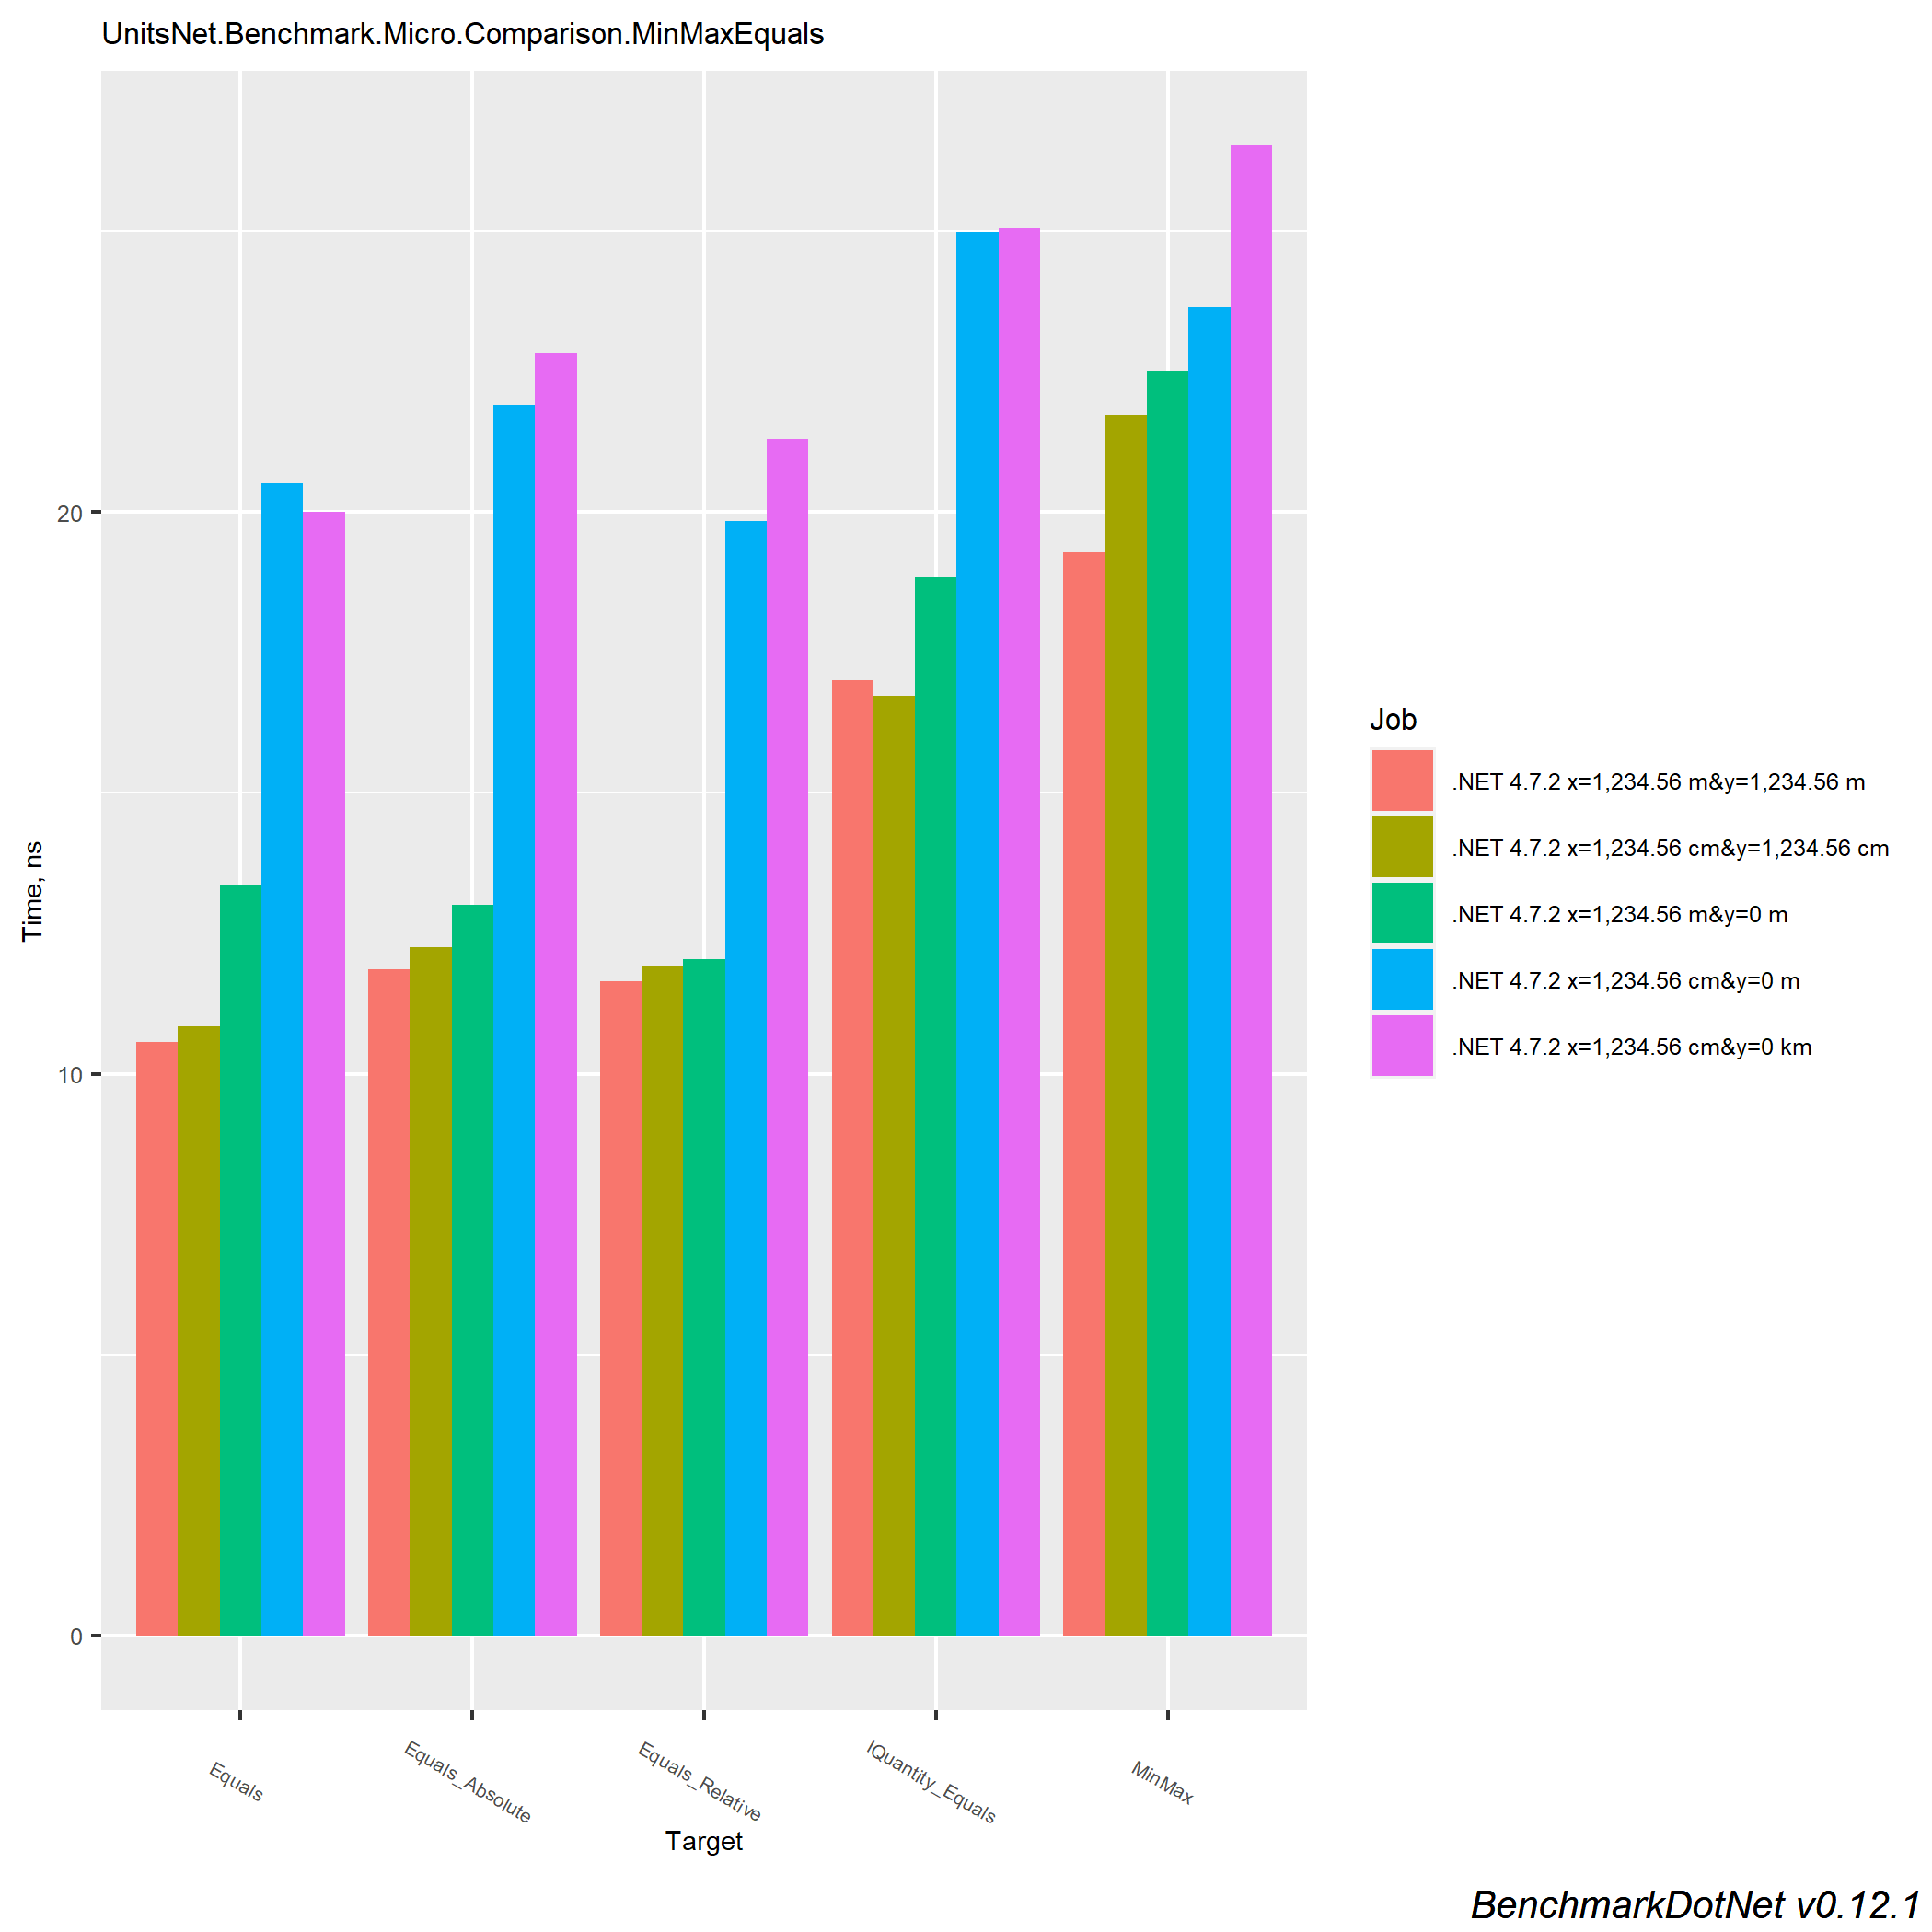 UnitsNet.Benchmark.Micro.Comparison.MinMaxEquals
20
10
0
Time, ns
Equals
Equals_Absolute
Equals_Relative
IQuantity_Equals
MinMax
Target
Job
.NET 4.7.2 x=1,234.56 m&y=1,234.56 m
.NET 4.7.2 x=1,234.56 cm&y=1,234.56 cm
.NET 4.7.2 x=1,234.56 m&y=0 m
.NET 4.7.2 x=1,234.56 cm&y=0 m
.NET 4.7.2 x=1,234.56 cm&y=0 km
BenchmarkDotNet v0.12.1